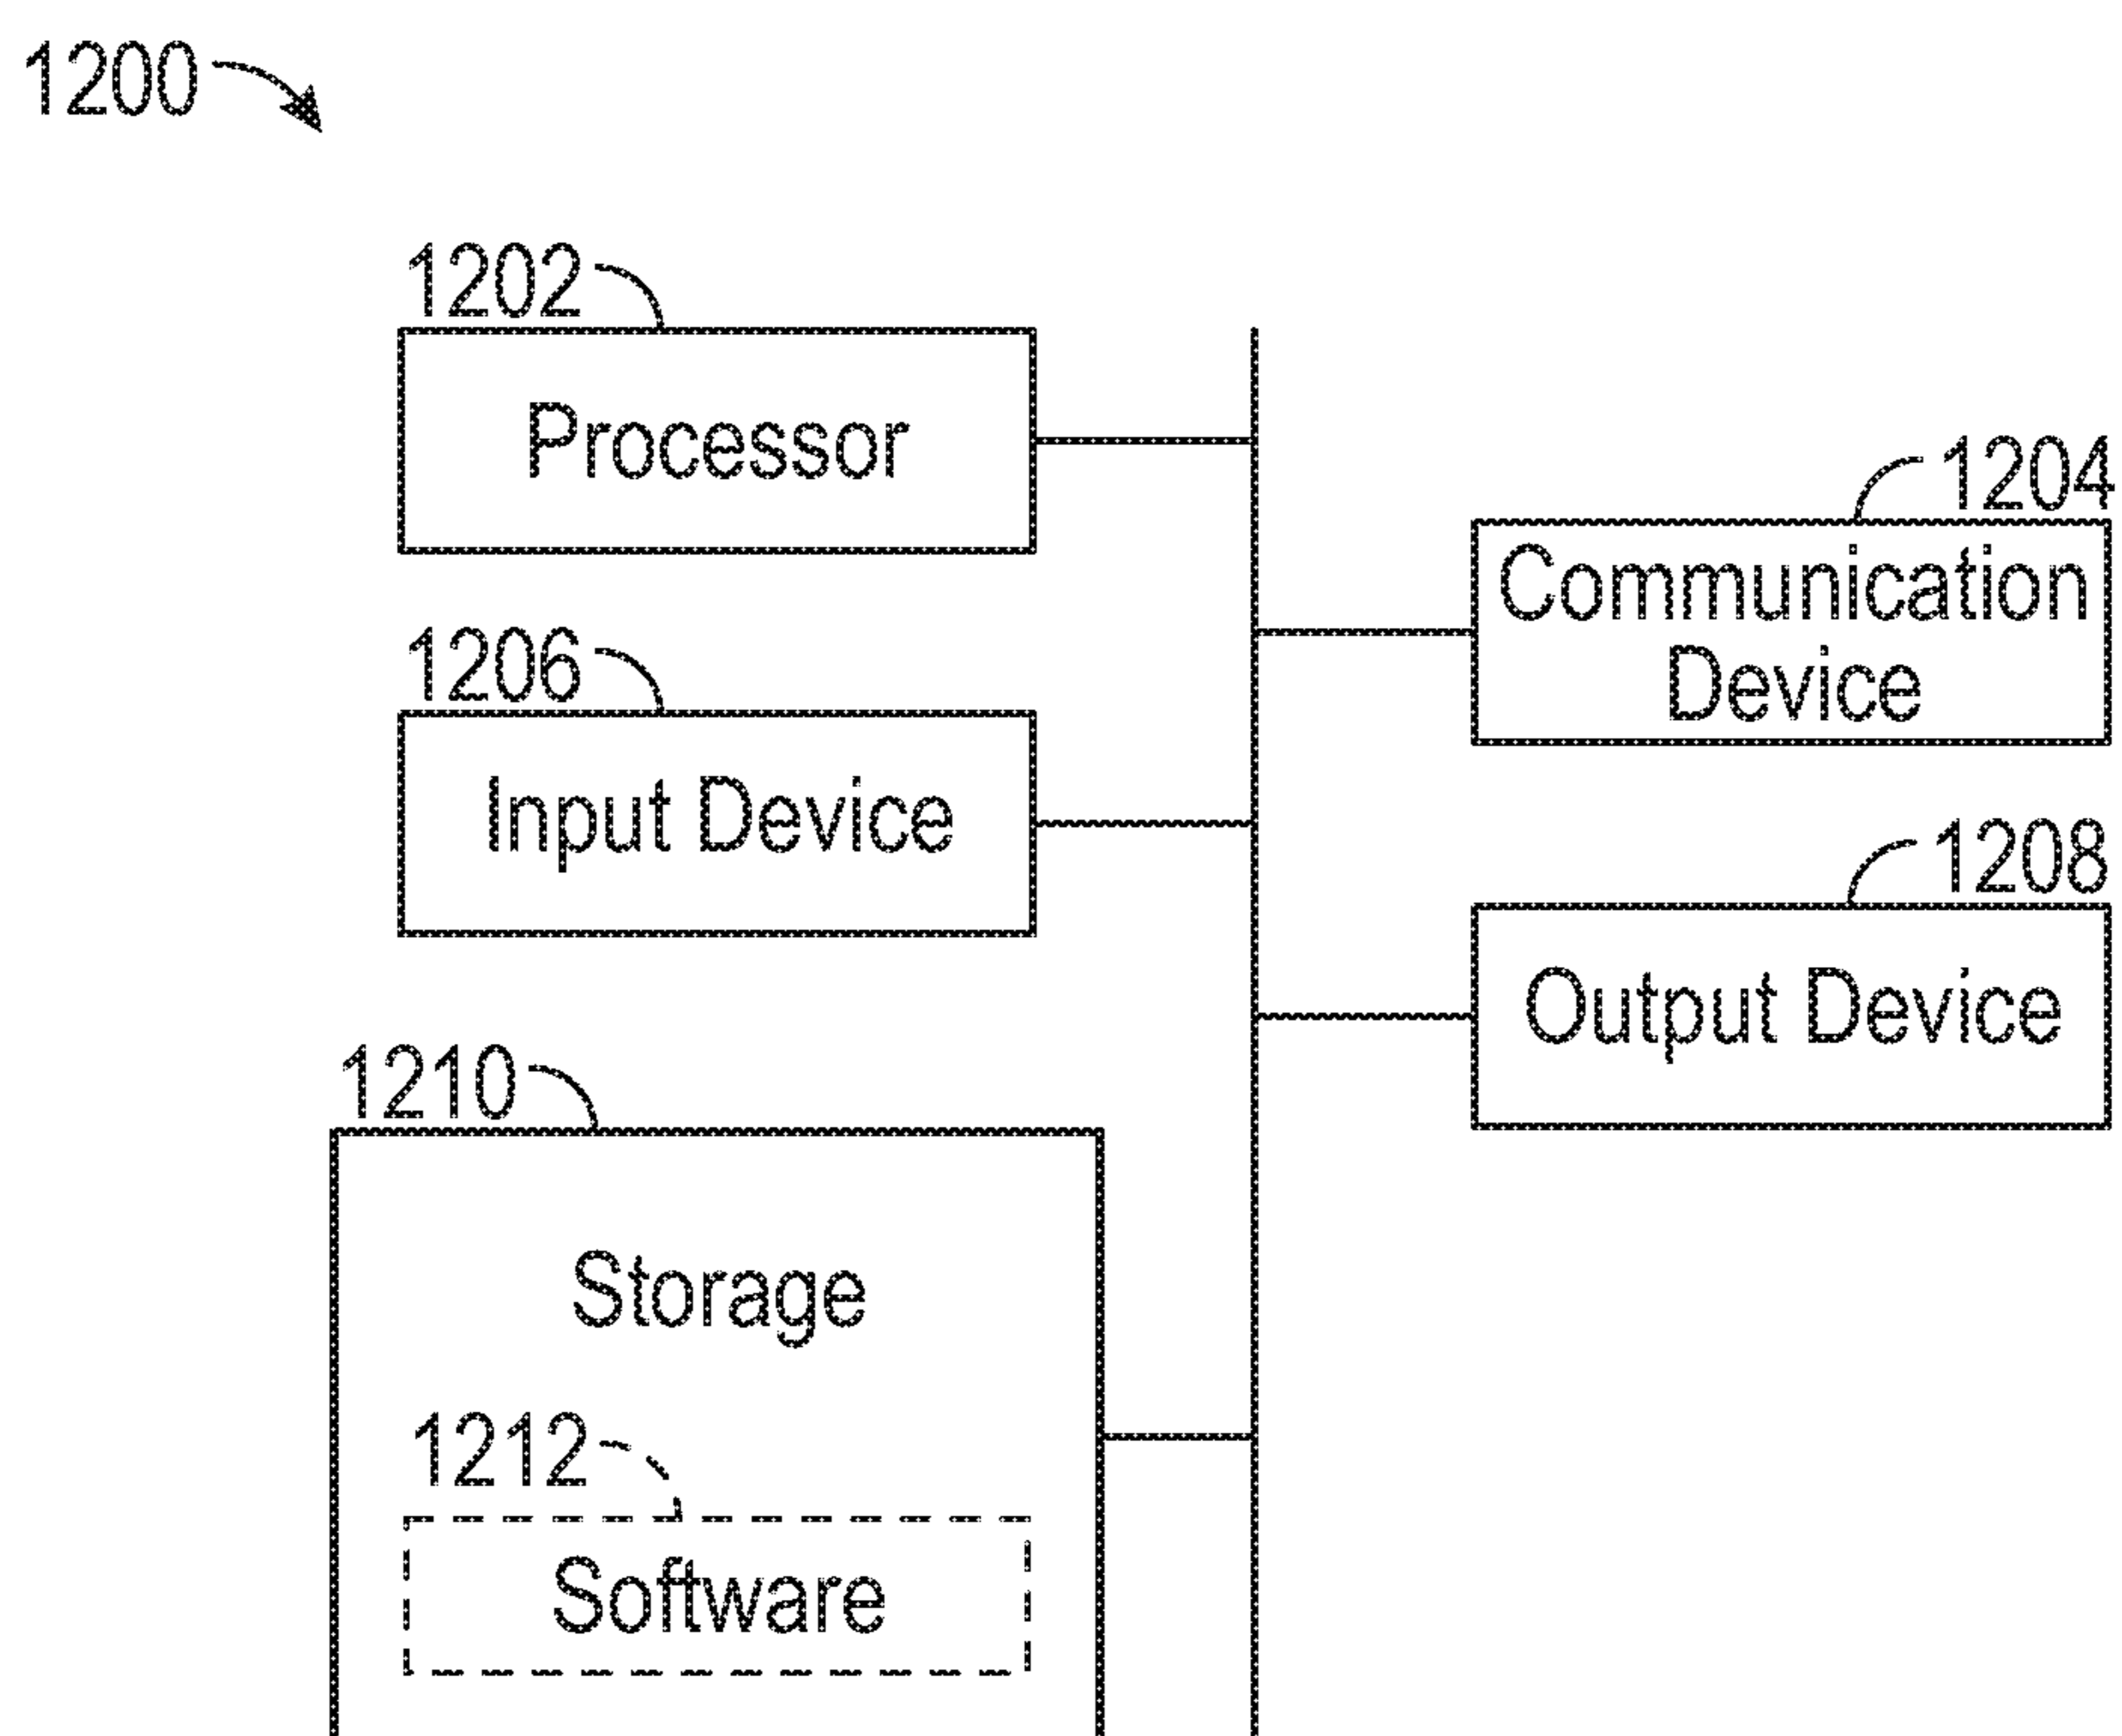 1200
1202
Processor
1204
Communication
Device
1206
Input Device
1208
Output Device
1210
Storage
1212
Software